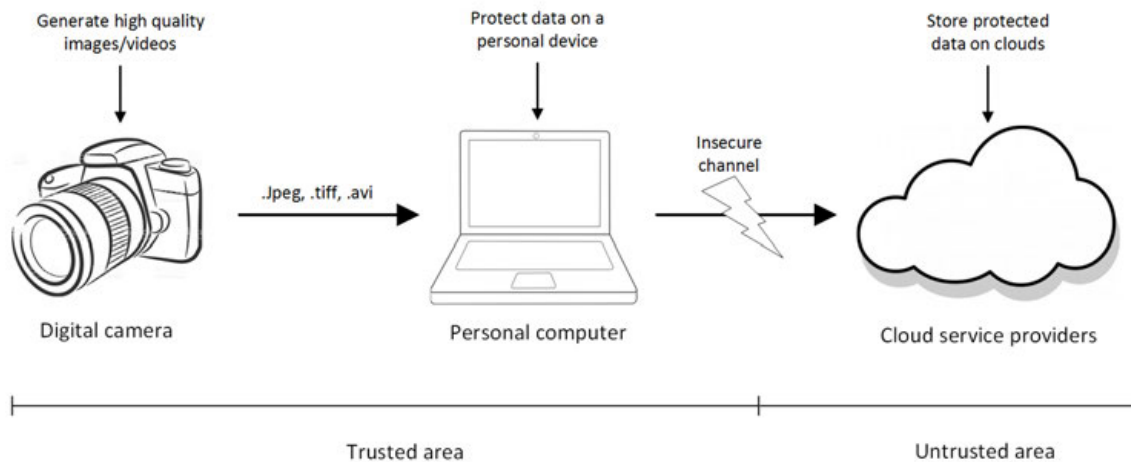 Generate high quality
images/videos
Protect data on a
personal device
Store protected
data on clouds
Insecure
channel
.Jpeg, .tiff, .avi
Digital camera
Personal computer
Cloud service providers
Trusted area
Untrusted area